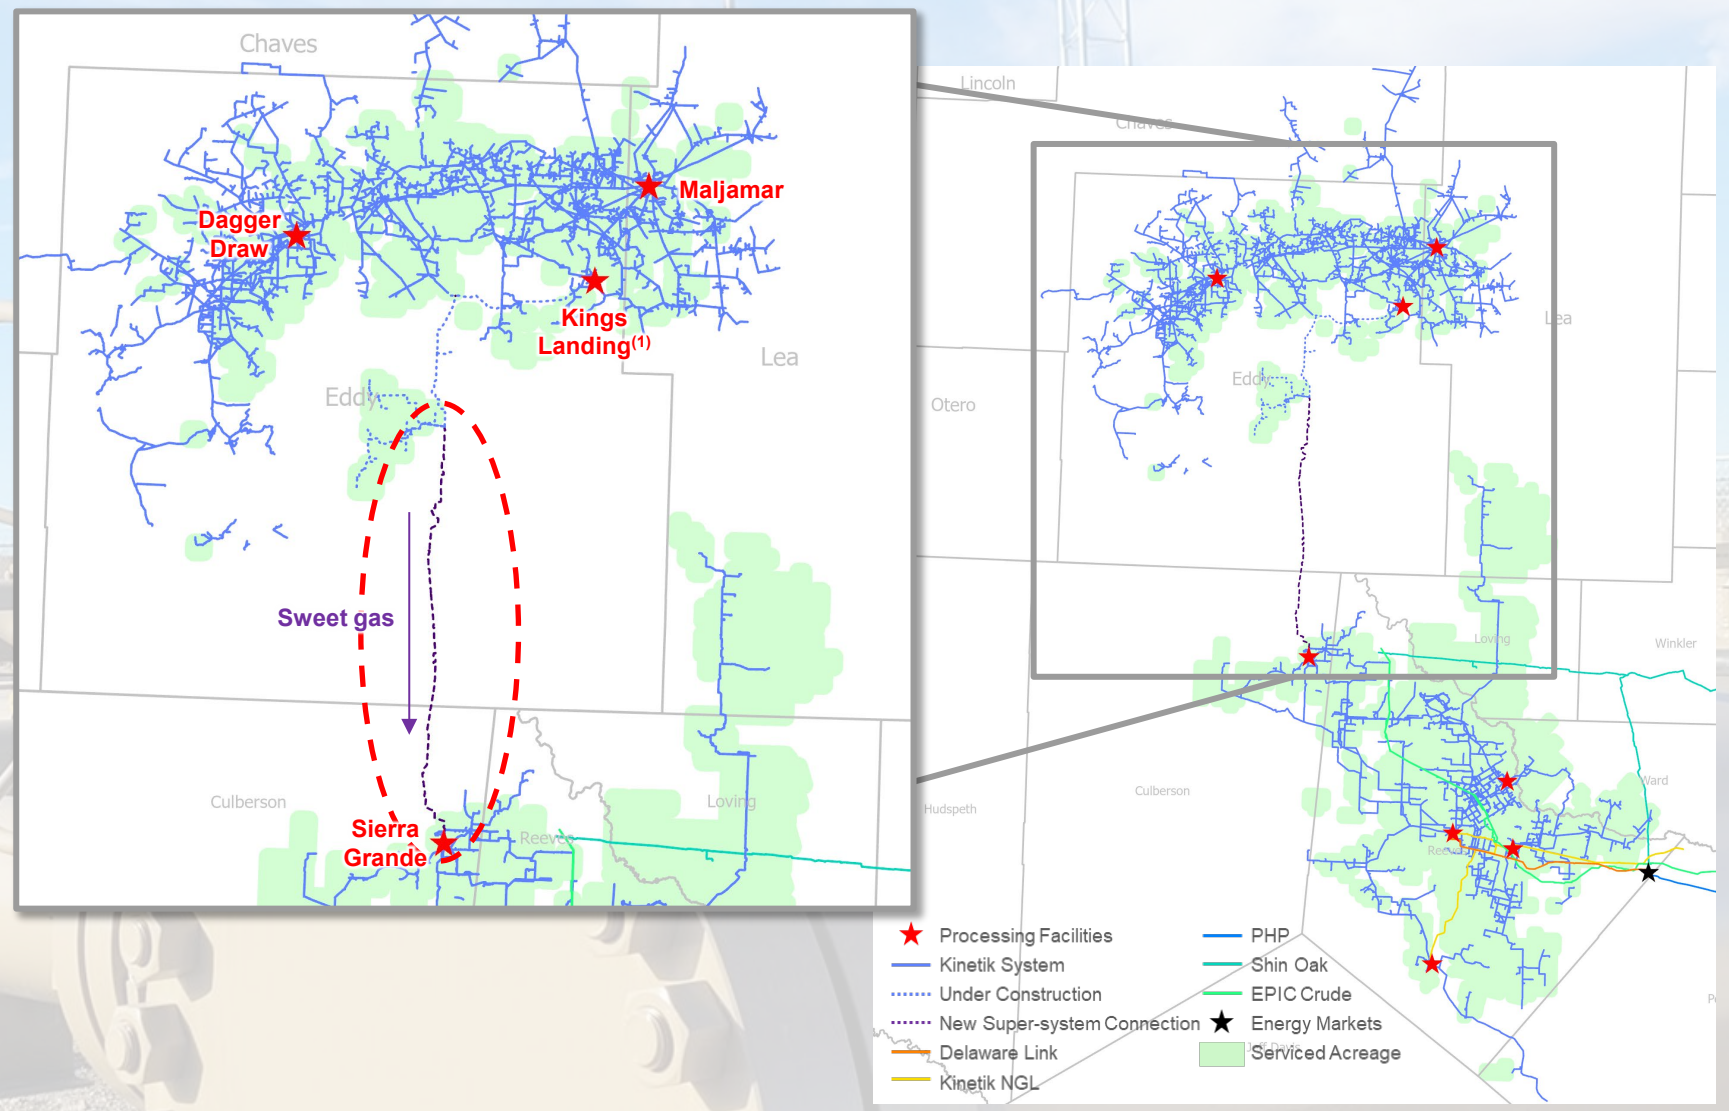 Chaves
Maljamar
Dagger
Draw
Kings
Landing(1)
Lea
Eddy
Sweet gas
Culberson
Loving
Sierra
Grande
Reeves
Lincoln
Chaves
Lea
Eddy
Otero
Loving
Winkler
Culberson
Hudspeth
Ward
Reeves
Jeff Davis
Processing Facilities
Kinetik System
Under Construction
New Super-system Connection
Delaware Link
Kinetik NGL
PHP
Shin Oak
EPIC Crude
Energy Markets
Serviced Acreage